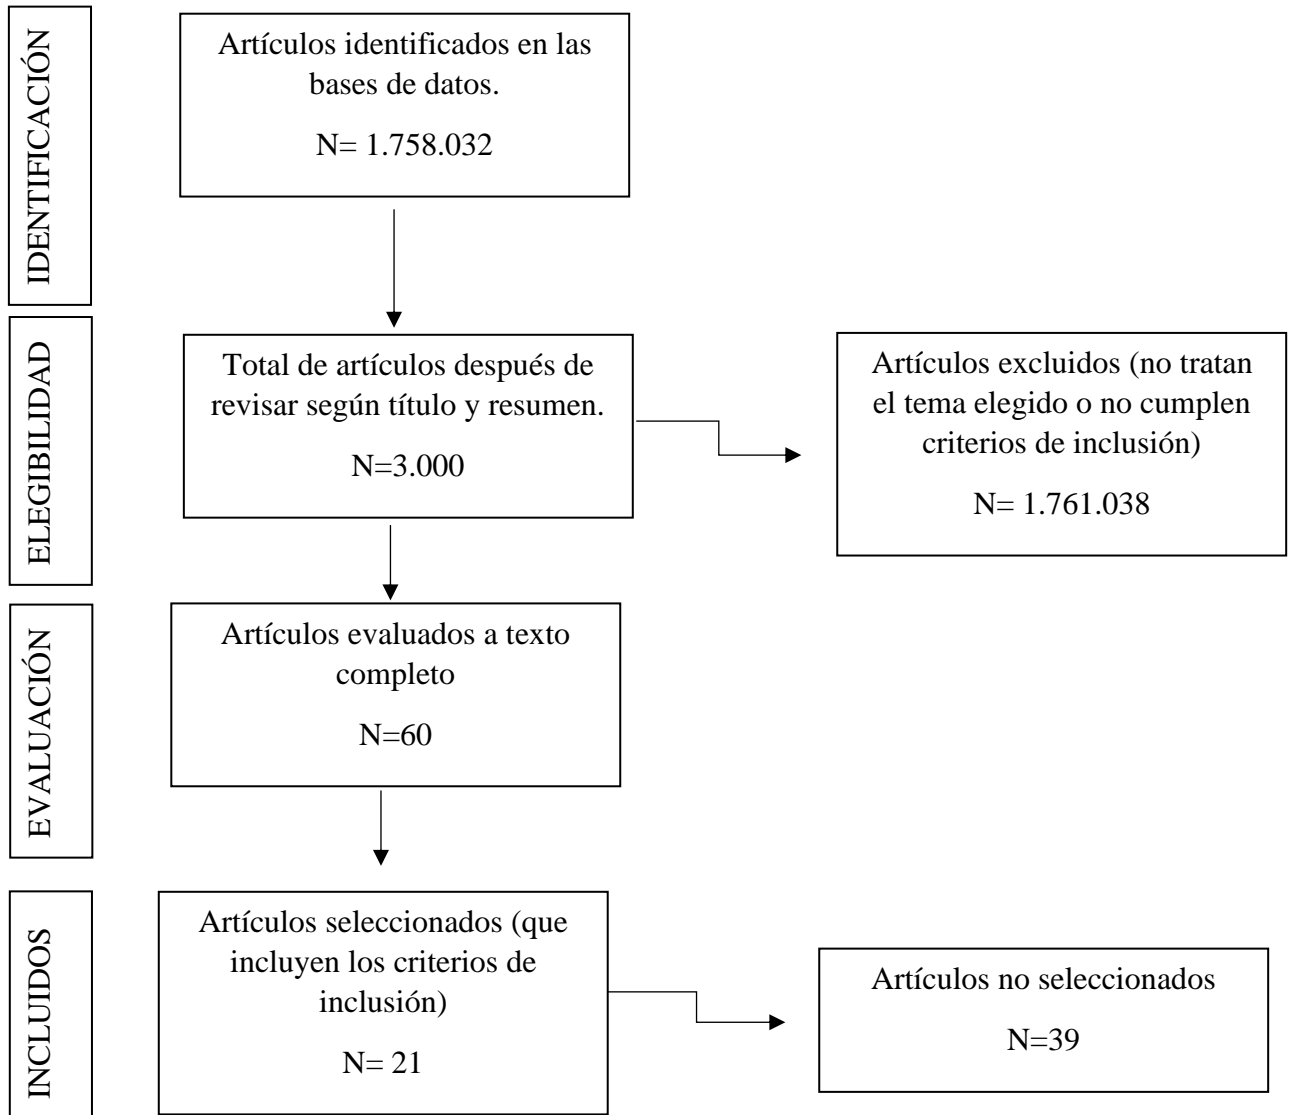 IDENTIFICACIÓN
Artículos identificados en las
bases de datos.
N= 1.758.032
ELEGIBILIDAD
Total de artículos después de
revisar según título y resumen.
N=3.000
Artículos excluidos (no tratan
el tema elegido o no cumplen
criterios de inclusión)
N= 1.761.038
EVALUACIÓN
Artículos evaluados a texto
completo
N=60
INCLUIDOS
Artículos seleccionados (que
incluyen los criterios de
inclusión)
N= 21
Artículos no seleccionados
N=39